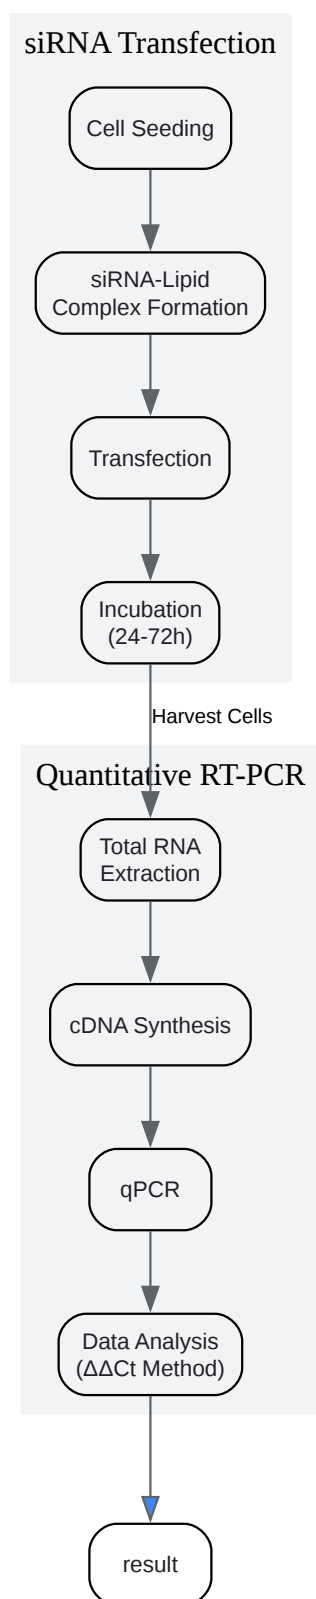 siRNA Transfection
Cell Seeding
siRNA-Lipid
Complex Formation
Transfection
Incubation
(24-72h)
Harvest Cells
Quantitative RT-PCR
Total RNA
Extraction
cDNA Synthesis
qPCR
Data Analysis
(ΔΔCt Method)
result